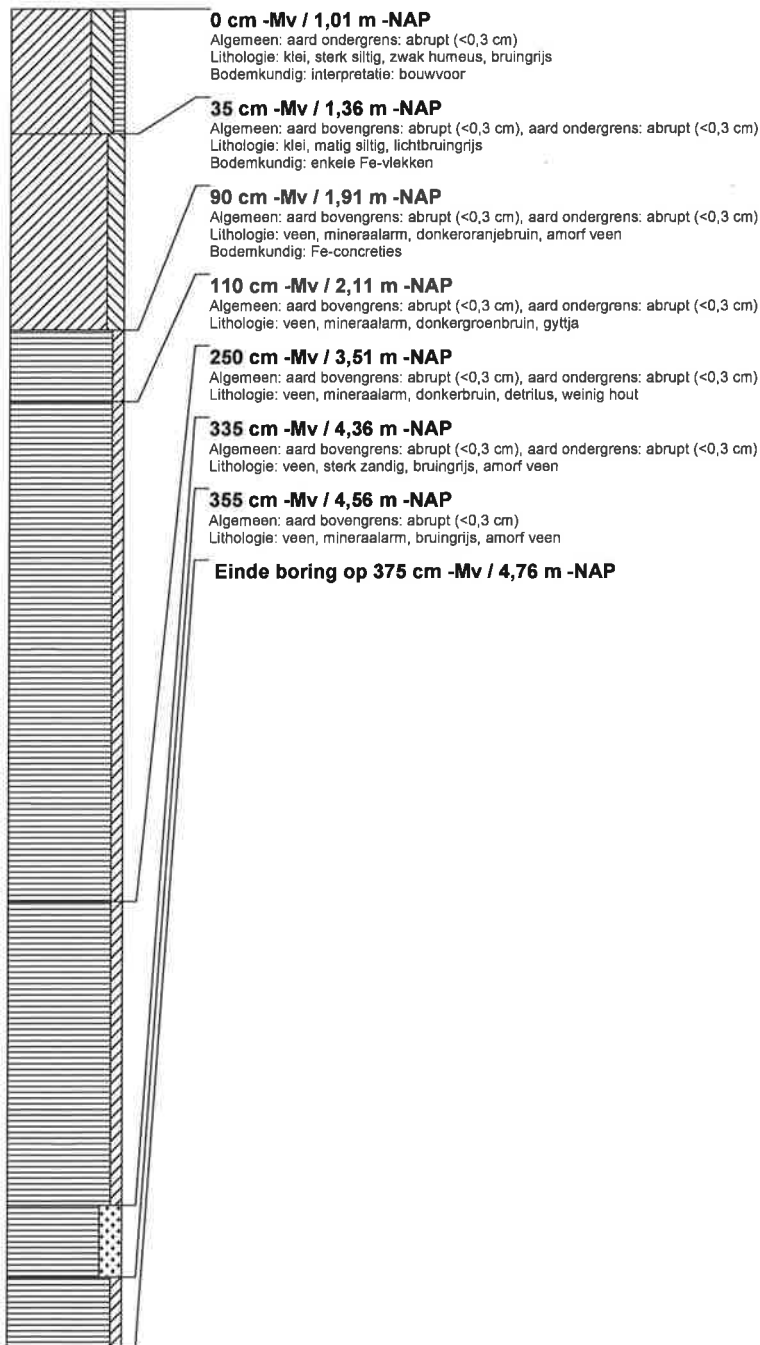 0 cm -Mv / 1,01 m -NAP
Algemeen: aard ondergrens: abrupt (<0,3 cm)
Lithologie: klei, sterk siltig, zwak humeus, bruingrijs
Bodemkundig: interpretatie: bouwvoor
35 cm -Mv / 1,36 m -NAP
Algemeen: aard bovengrens: abrupt (<0,3 cm), aard ondergrens: abrupt (<0,3 cm)
Lithologie: klei, matig siltig, lichtbruingrijs
Bodemkundig: enkele Fe-vlekken
90 cm -Mv / 1,91 m -NAP
Algemeen: aard bovengrens: abrupt (<0,3 cm), aard ondergrens: abrupt (<0,3 cm)
Lithologie: veen, mineraalarm, donkeroranjebruin, amorf veen
Bodemkundig: Fe-concreties
110 cm -Mv / 2,11 m -NAP
Algemeen: aard bovengrens: abrupt (<0,3 cm), aard ondergrens: abrupt (<0,3 cm)
Lithologie: veen, mineraalarm, donkergroenbruin, gyttja
250 cm -Mv / 3,51 m -NAP
Algemeen: aard bovengrens: abrupt (<0,3 cm), aard ondergrens: abrupt (<0,3 cm)
Lithologie: veen, mineraalarm, donkerbruin, detritus, weinig hout
335 cm -Mv / 4,36 m -NAP
Algemeen: aard bovengrens: abrupt (<0,3 cm), aard ondergrens: abrupt (<0,3 cm)
Lithologie: veen, sterk zandig, bruingrijs, amorf veen
355 cm -Mv / 4,56 m -NAP
Algemeen: aard bovengrens: abrupt (<0,3 cm)
Lithologie: veen, mineraalarm, bruingrijs, amorf veen
Einde boring op 375 cm -Mv / 4,76 m -NAP